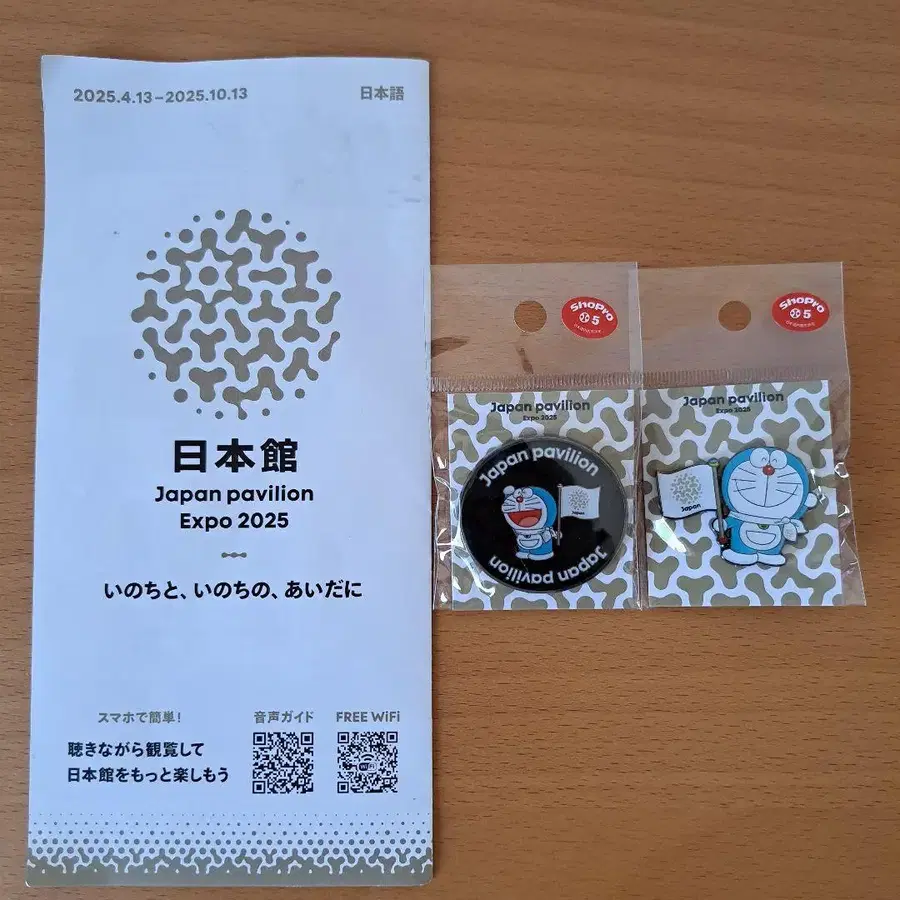 2025.4.13–2025.10.13
日本語
日本館
Japan pavilion
Expo 2025
いのちと、いのちの、あいだに
スマホで簡単!
聴きながら観覧して
日本館をもっと楽しもう
音声ガイド
FREE WiFi
WiFi
ShoPro
5
Japan pavilion
Expo 2025
Japan pavilion
Japan
Japan pavilion
ShoPro
5
Japan pavilion
Expo 2025
Japan